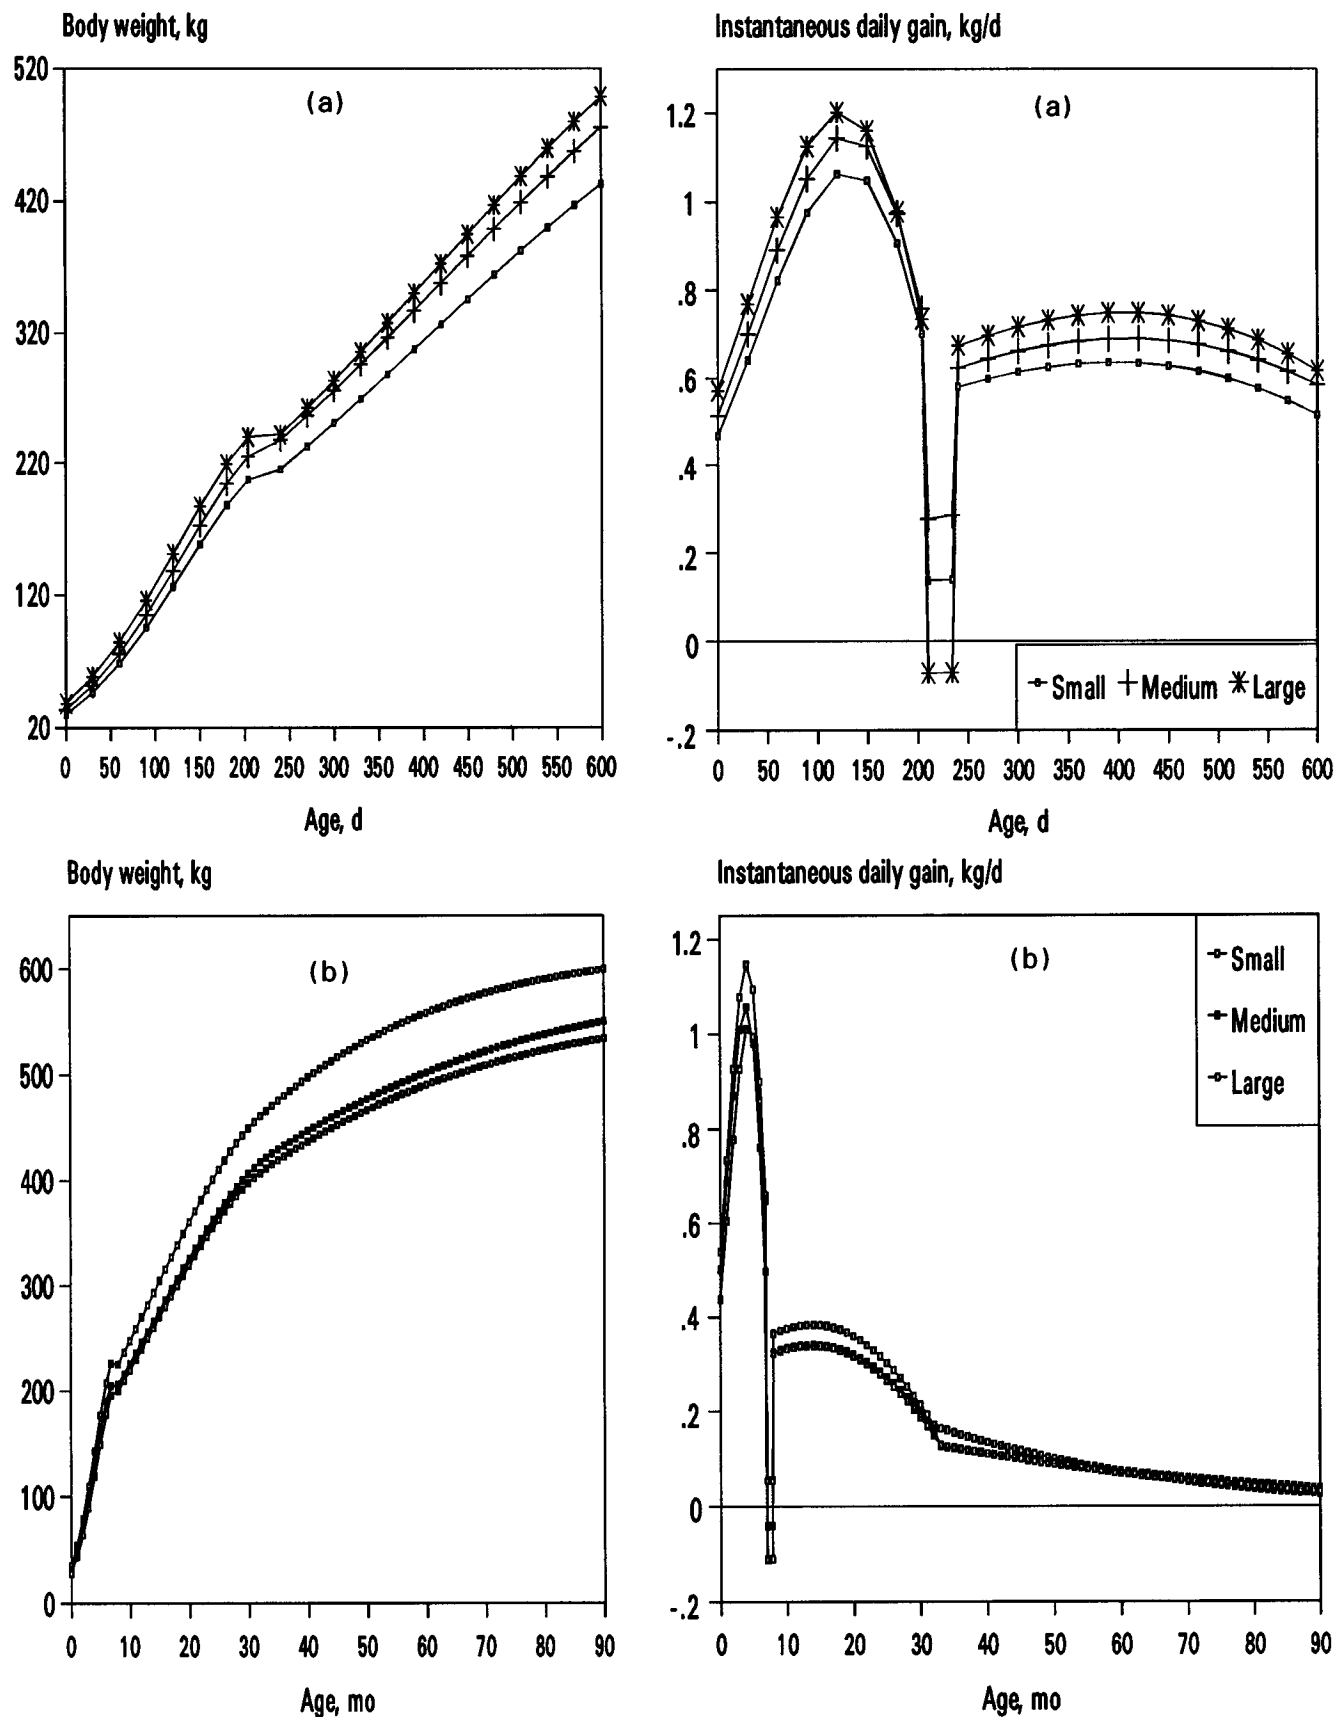 Body weight, kg
(a)
520
420
320
220
120
20
0 50 100 150 200 250 300 350 400 450 500 550 600
Age, d
Instantaneous daily gain, kg/d
(a)
1.2
1
.8
.6
.4
.2
0
-.2
Small Medium Large
0 50 100 150 200 250 300 350 400 450 500 550 600
Age, d
Body weight, kg
(b)
600
500
400
300
200
100
0
0 10 20 30 40 50 60 70 80 90
Age, mo
Instantaneous daily gain, kg/d
(b)
Small
Medium
Large
1.2
1
.8
.6
.4
.2
0
-.2
0 10 20 30 40 50 60 70 80 90
Age, mo